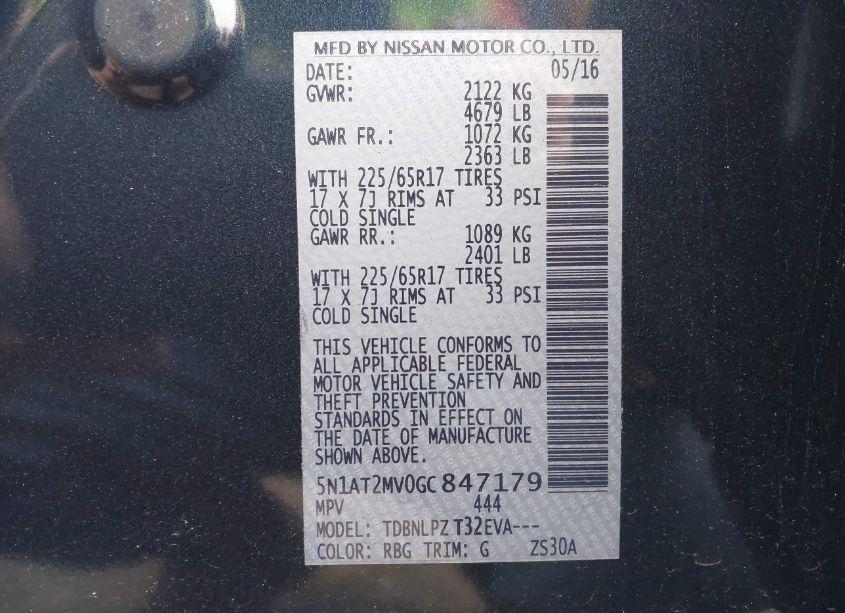 MFD BY NISSAN MOTOR CO., LTD.
DATE: 05/16
GVWR: 2122 KG
4679 LB
GAWR FR.: 1072 KG
2363 LB
WITH 225/65R17 TIRES
17 X 7J RIMS AT 33 PSI
COLD SINGLE
GAWR RR.: 1089 KG
2401 LB
WITH 225/65R17 TIRES
17 X 7J RIMS AT 33 PSI
COLD SINGLE
THIS VEHICLE CONFORMS TO
ALL APPLICABLE FEDERAL
MOTOR VEHICLE SAFETY AND
THEFT PREVENTION
STANDARDS IN EFFECT ON
THE DATE OF MANUFACTURE
SHOWN ABOVE.
5N1AT2MV0GC847179
MPV 444
MODEL: TDBNLPZ T32EVA---
COLOR: RBG TRIM: G ZS30A